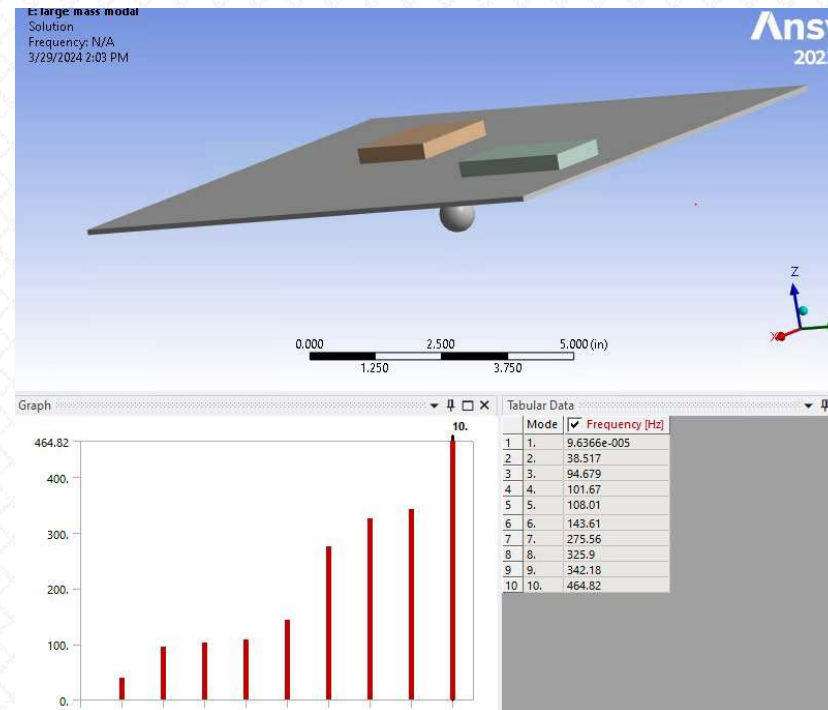 E: large mass modal
Solution
Frequency: N/A
3/29/2024 2:03 PM
Z
X
0.000 2.500 5.000 (in)
1.250 3.750
Graph
10.
464.82
400.
300.
200.
100.
0.
Tabular Data
Mode Frequency [Hz]
1 1. 9.6366e-005
2 2. 38.517
3 3. 94.679
4 4. 101.67
5 5. 108.01
6 6. 143.61
7 7. 275.56
8 8. 325.9
9 9. 342.18
10 10. 464.82